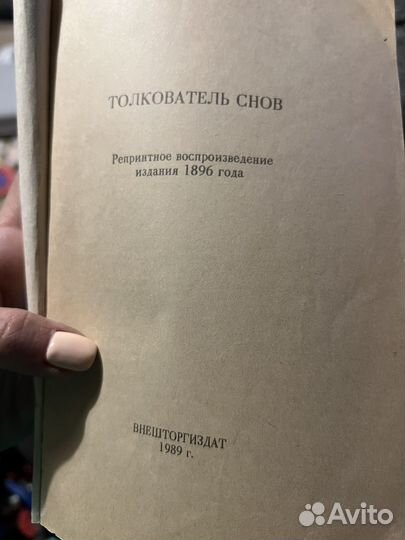 ТОЛКОВАТЕЛЬ СНОВ
Репринтное воспроизведение
издания 1896 года
ВНЕШТОРГИЗДАТ
1989 г.
Avito